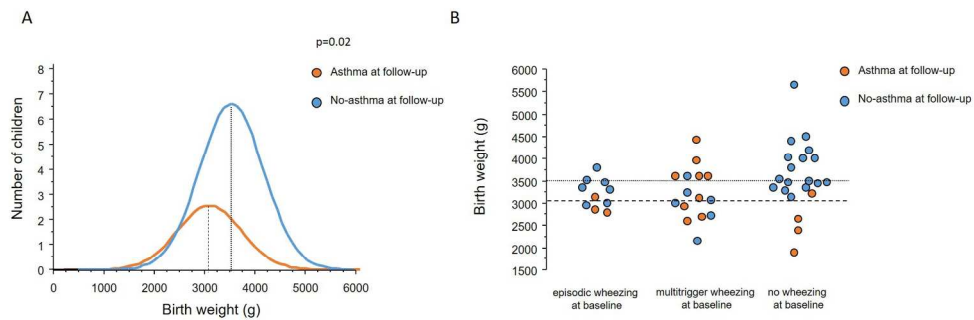 A
p=0.02
Asthma at follow-up
No-asthma at follow-up
Number of children
8
7
6
5
4
3
2
1
0
0 1000 2000 3000 4000 5000 6000
Birth weight (g)
B
Asthma at follow-up
No-asthma at follow-up
Birth weight (g)
6000
5500
5000
4500
4000
3500
3000
2500
2000
1500
episodic wheezing
at baseline
multitrigger wheezing
at baseline
no wheezing
at baseline